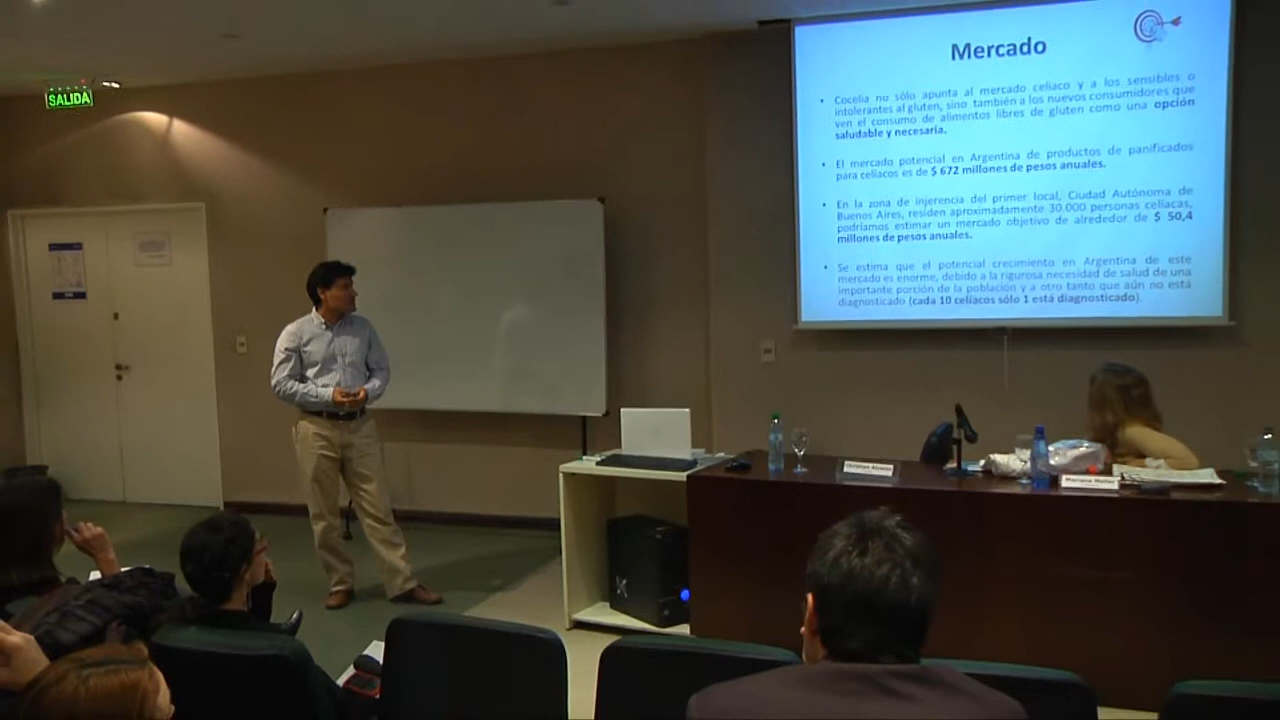 SALIDA
Mercado
• Cocelia no sólo apunta al mercado celíaco y a los sensibles o
intolerantes al gluten, sino también a los nuevos consumidores que
ven el consumo de alimentos libres de gluten como una opción
saludable y necesaria.
• El mercado potencial en Argentina de productos de panificados
para celíacos es de $ 672 millones de pesos anuales.
• En la zona de injerencia del primer local, Ciudad Autónoma de
Buenos Aires, residen aproximadamente 30.000 personas celíacas,
podríamos estimar un mercado objetivo de alrededor de $ 50,4
millones de pesos anuales.
• Se estima que el potencial crecimiento en Argentina de este
mercado es enorme, debido a la rigurosa necesidad de salud de una
importante porción de la población y a otro tanto que aún no está
diagnosticado (cada 10 celíacos sólo 1 está diagnosticado).
Christian
Mariana